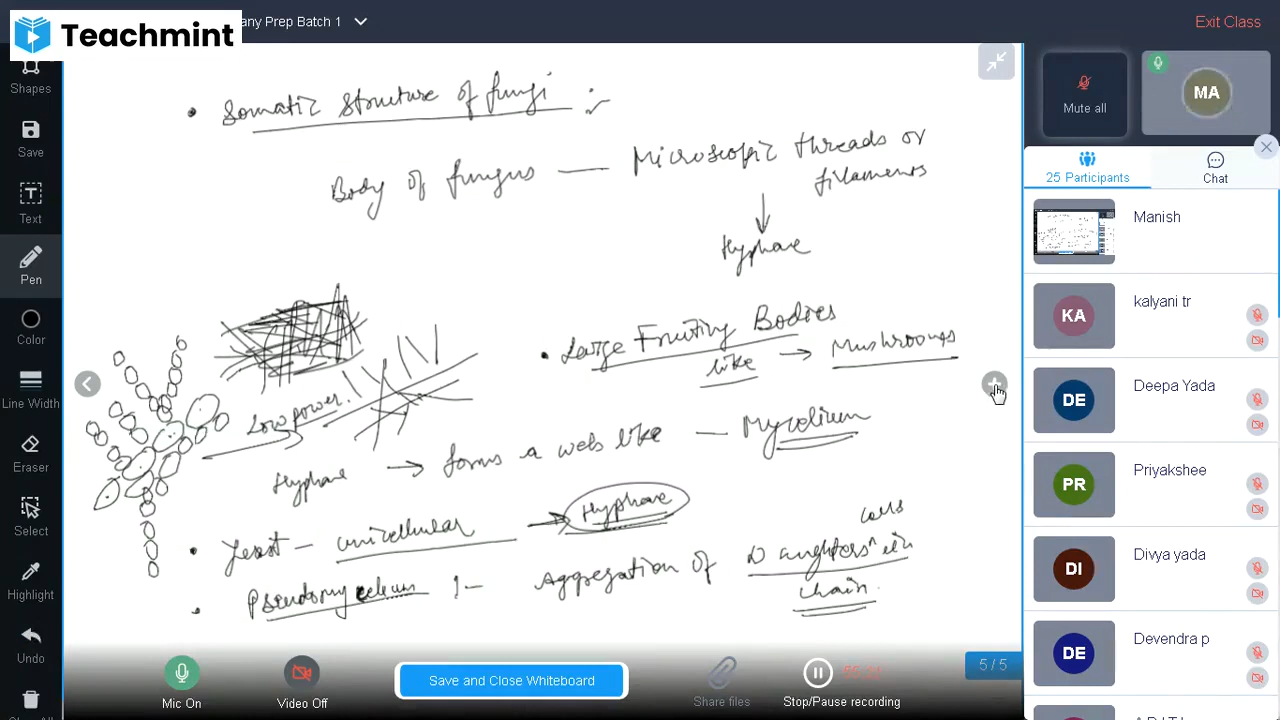 Teachmint
any Prep Batch 1
Exit Class
Shapes
Save
Text
Pen
Color
Line Width
Eraser
Select
Highlight
Undo
• Somatic Structure of fungi :-
Body of fungus — Microscopic threads or
filaments
↓
Hyphae
• Large Fruiting Bodies
like → Mushrooms
Low power.
Hyphae → forms a web like — Mycelium
• Yeast – unicellular → Hyphae
cells
• Pseudomycelium :- Aggregation of Daughters in
chain.
Mic On
Video Off
Save and Close Whiteboard
Share files
Stop/Pause recording
5 / 5
Mute all
MA
25 Participants
Chat
Manish
KA
kalyani tr
DE
Deepa Yada
PR
Priyakshee
DI
Divya yada
DE
Devendra p